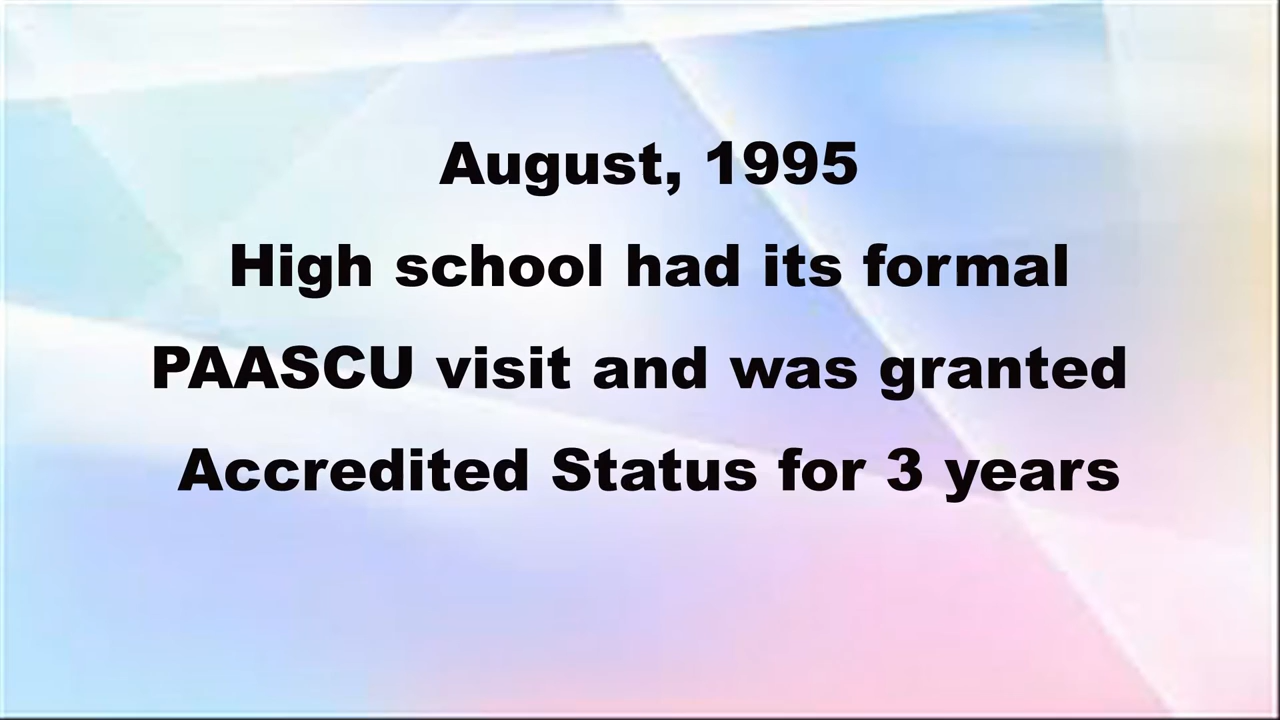 August, 1995
High school had its formal
PAASCU visit and was granted
Accredited Status for 3 years